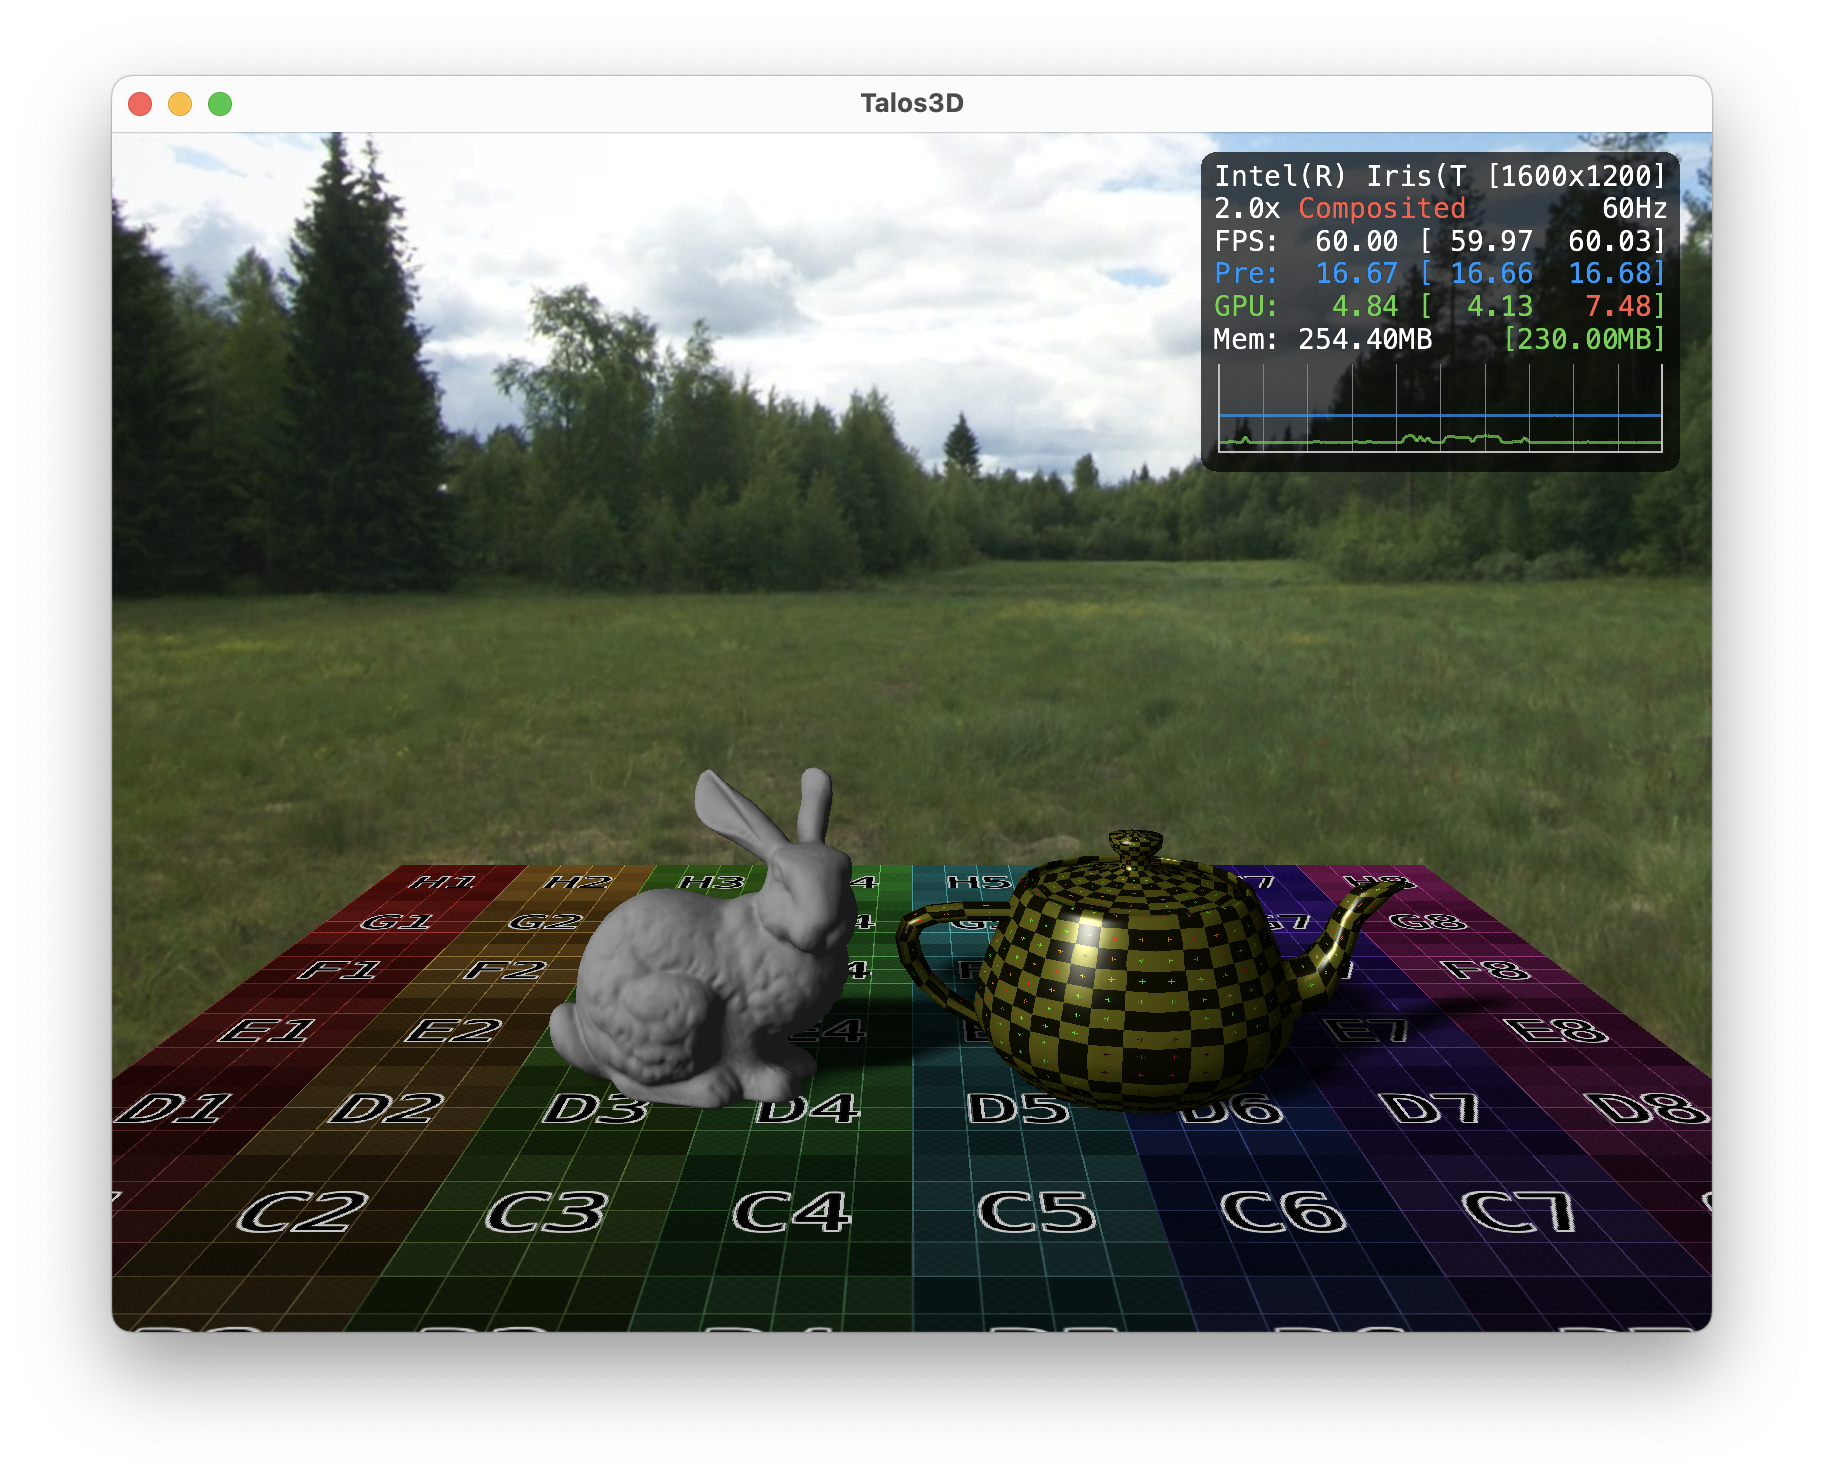 Talos3D
Intel(R) Iris(T [1600x1200]
2.0x Composited 60Hz
FPS: 60.00 [ 59.97 60.03]
Pre: 16.67 [ 16.66 16.68]
GPU: 4.84 [ 4.13 7.48]
Mem: 254.40MB [230.00MB]
H1 H2 H3 4 H5 7 H8
G1 G2 4 G7 G8
F1 F2 4 F8
E1 E2 E4 E7 E8
D1 D2 D3 D4 D5 D6 D7 D8
C2 C3 C4 C5 C6 C7